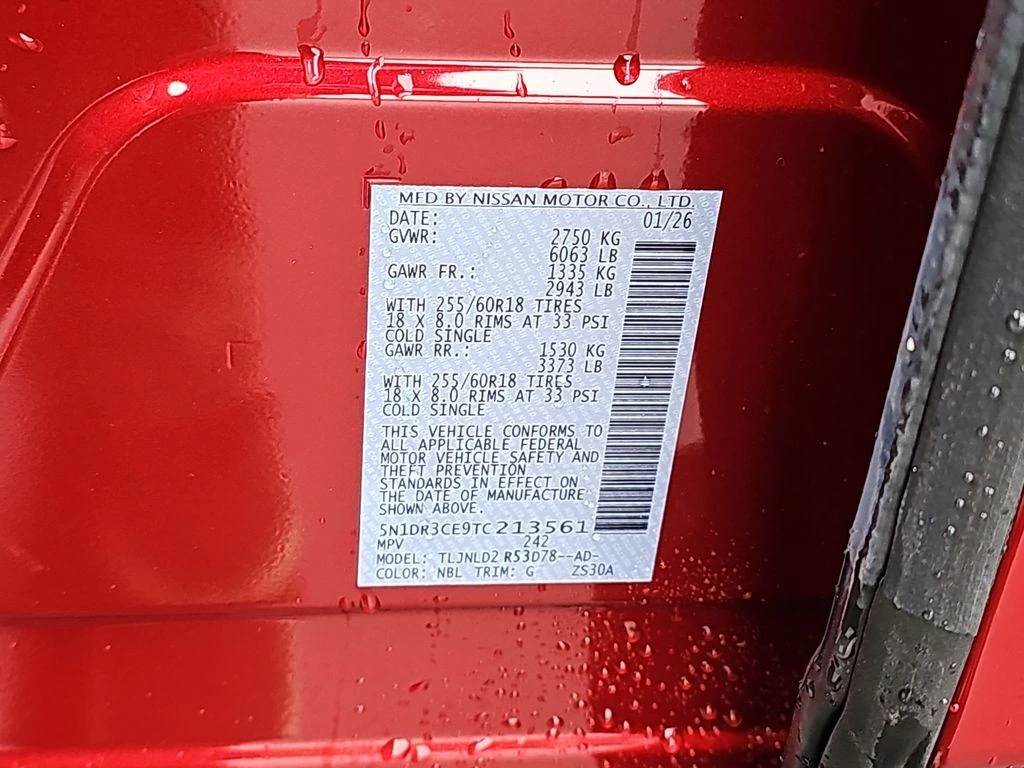 MFD BY NISSAN MOTOR CO., LTD.
DATE: 01/26
GVWR: 2750 KG
6063 LB
GAWR FR.: 1335 KG
2943 LB
WITH 255/60R18 TIRES
18 X 8.0 RIMS AT 33 PSI
COLD SINGLE
GAWR RR.: 1530 KG
3373 LB
WITH 255/60R18 TIRES
18 X 8.0 RIMS AT 33 PSI
COLD SINGLE
THIS VEHICLE CONFORMS TO
ALL APPLICABLE FEDERAL
MOTOR VEHICLE SAFETY AND
THEFT PREVENTION
STANDARDS IN EFFECT ON
THE DATE OF MANUFACTURE
SHOWN ABOVE.
5N1DR3CE9TC213561
MPV 242
MODEL: TLJNLD2 R53D78--AD-
COLOR: NBL TRIM: G ZS30A